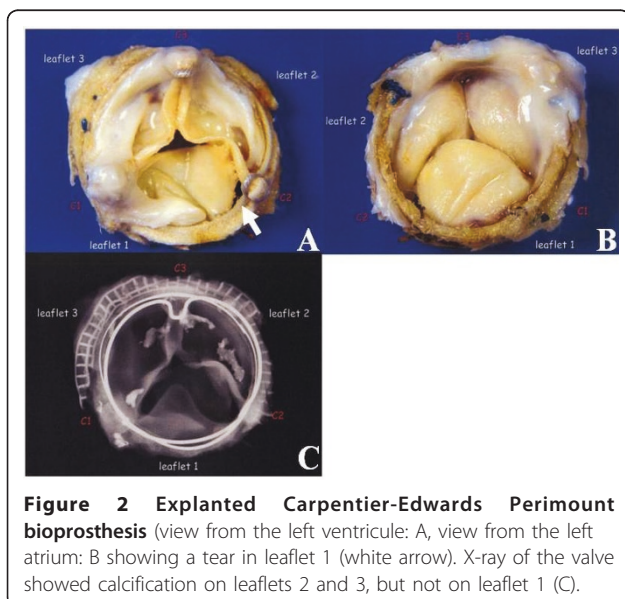 C3
leaflet 3
leaflet 2
C1
C2
leaflet 1
A
C3
leaflet 3
leaflet 2
C2
C1
leaflet 1
B
C3
leaflet 3
leaflet 2
C1
C2
leaflet 1
C
Figure 2 Explanted Carpentier-Edwards Perimount
bioprosthesis (view from the left ventricule: A, view from the left
atrium: B showing a tear in leaflet 1 (white arrow). X-ray of the valve
showed calcification on leaflets 2 and 3, but not on leaflet 1 (C).